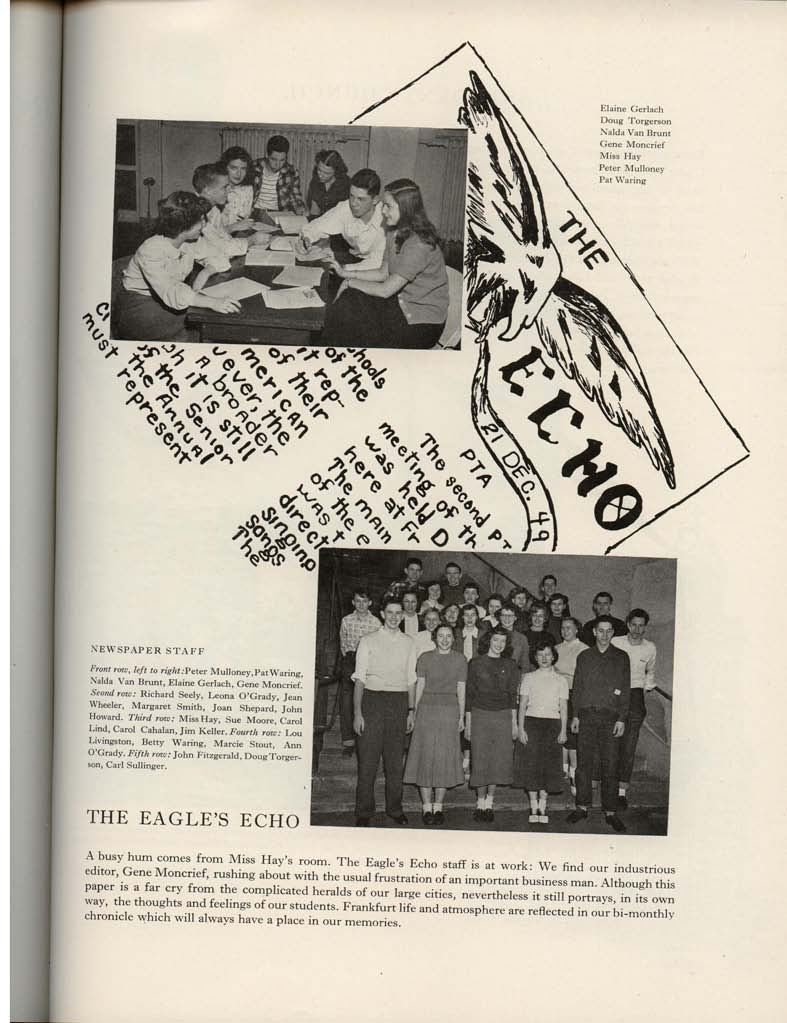 Elaine Gerlach
Doug Torgerson
Nalda Van Brunt
Gene Moncrief
Miss Hay
Peter Mulloney
Pat Waring
THE
ECHO
21 DEC. 49
hools
of the
it rep-
of their
merican
ever, the
A broader
h it is still
of the Senior
the Annual
must represent
PTA
The second PT
meeting of th
was held D
here at Fr
The main
of the e
was t
direct
singing
songs
The
NEWSPAPER STAFF
Front row, left to right: Peter Mulloney, Pat Waring,
Nalda Van Brunt, Elaine Gerlach, Gene Moncrief.
Seond row: Richard Seely, Leona O'Grady, Jean
Wheeler, Margaret Smith, Joan Shepard, John
Howard. Third row: Miss Hay, Sue Moore, Carol
Lind, Carol Cahalan, Jim Keller. Fourth row: Lou
Livingston, Betty Waring, Marcie Stout, Ann
O'Grady. Fifth row: John Fitzgerald, Doug Torger-
son, Carl Sullinger.
THE EAGLE'S ECHO
A busy hum comes from Miss Hay's room. The Eagle's Echo staff is at work: We find our industrious
editor, Gene Moncrief, rushing about with the usual frustration of an important business man. Although this
paper is a far cry from the complicated heralds of our large cities, nevertheless it still portrays, in its own
way, the thoughts and feelings of our students. Frankfurt life and atmosphere are reflected in our bi-monthly
chronicle which will always have a place in our memories.